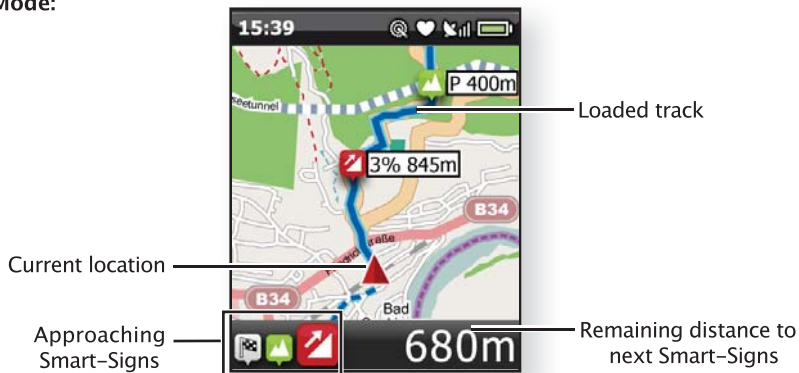 Mode:
15:39
P 400m
Loaded track
3% 845m
B34
Current location
B34
Bad
Approaching
Smart-Signs
680m
Remaining distance to
next Smart-Signs